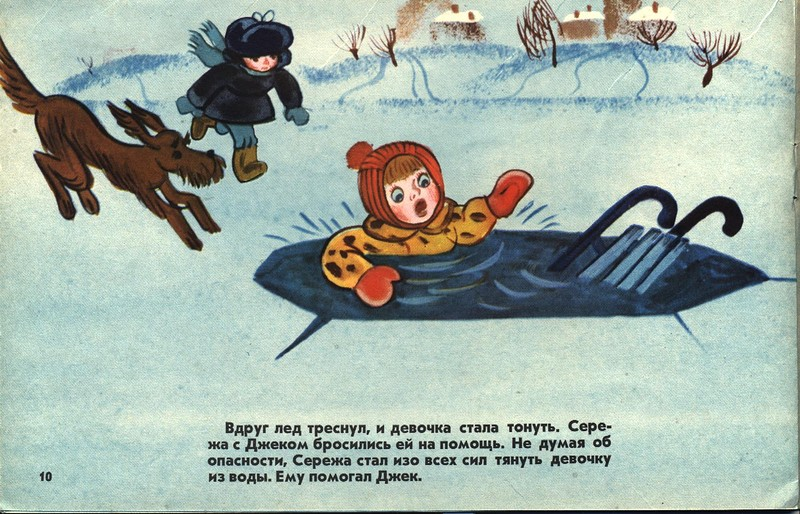 Вдруг лед треснул, и девочка стала тонуть. Сере-
жа с Джеком бросились ей на помощь. Не думая об
опасности, Сережа стал изо всех сил тянуть девочку
из воды. Ему помогал Джек.
10